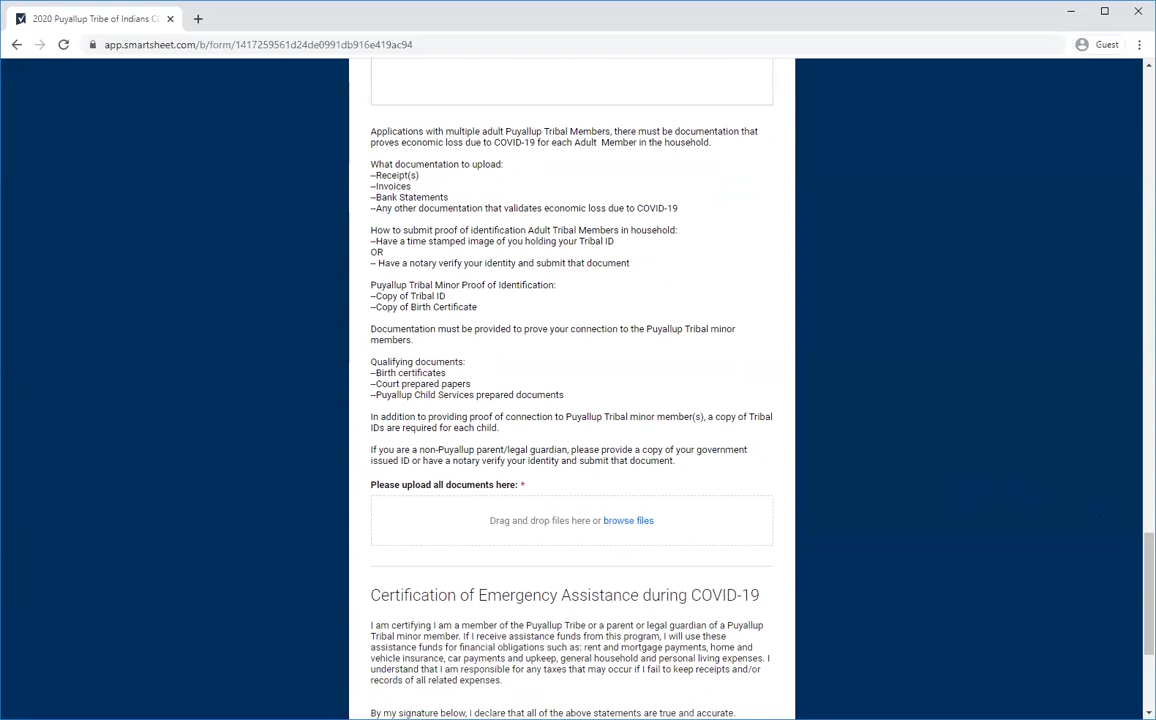 2020 Puyallup Tribe of Indians CO
app.smartsheet.com/b/form/1417259561d24de0991db916e419ac94
Guest
Applications with multiple adult Puyallup Tribal Members, there must be documentation that
proves economic loss due to COVID-19 for each Adult Member in the household.
What documentation to upload:
--Receipt(s)
--Invoices
--Bank Statements
--Any other documentation that validates economic loss due to COVID-19
How to submit proof of identification Adult Tribal Members in household:
--Have a time stamped image of you holding your Tribal ID
OR
-- Have a notary verify your identity and submit that document
Puyallup Tribal Minor Proof of Identification:
--Copy of Tribal ID
--Copy of Birth Certificate
Documentation must be provided to prove your connection to the Puyallup Tribal minor
members.
Qualifying documents:
--Birth certificates
--Court prepared papers
--Puyallup Child Services prepared documents
In addition to providing proof of connection to Puyallup Tribal minor member(s), a copy of Tribal
IDs are required for each child.
If you are a non-Puyallup parent/legal guardian, please provide a copy of your government
issued ID or have a notary verify your identity and submit that document.
Please upload all documents here: *
Drag and drop files here or browse files
Certification of Emergency Assistance during COVID-19
I am certifying I am a member of the Puyallup Tribe or a parent or legal guardian of a Puyallup
Tribal minor member. If I receive assistance funds from this program, I will use these
assistance funds for financial obligations such as: rent and mortgage payments, home and
vehicle insurance, car payments and upkeep, general household and personal living expenses. I
understand that I am responsible for any taxes that may occur if I fail to keep receipts and/or
records of all related expenses.
By my signature below, I declare that all of the above statements are true and accurate.